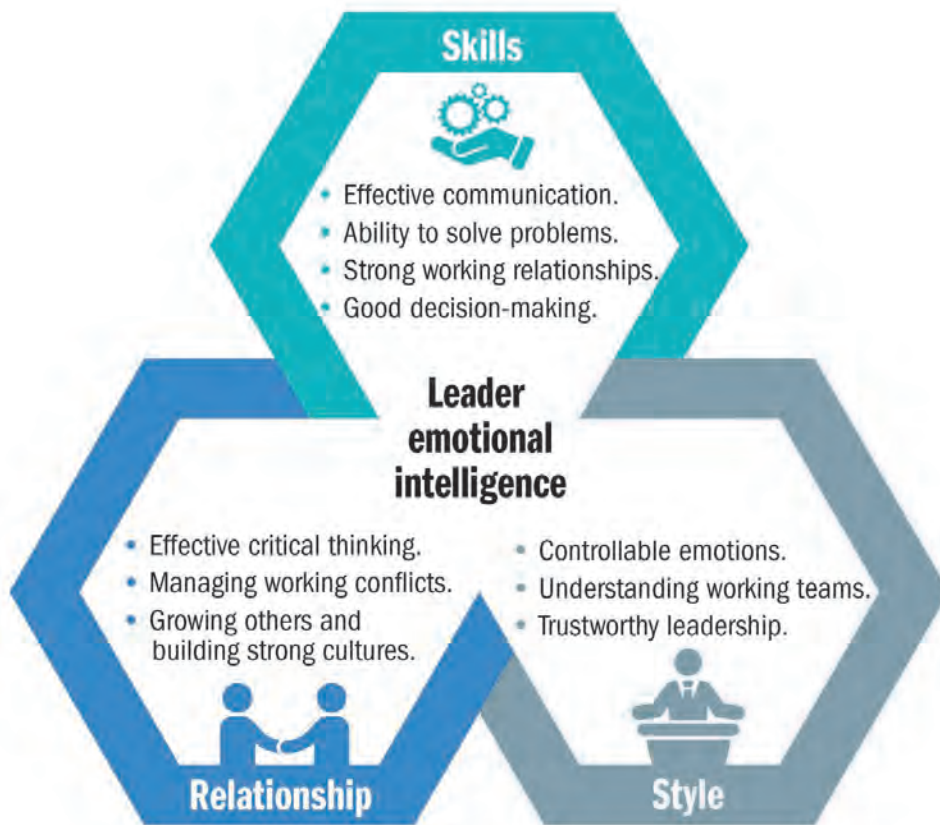 Skills
• Effective communication.
• Ability to solve problems.
• Strong working relationships.
• Good decision-making.
Leader
emotional
intelligence
• Effective critical thinking.
• Managing working conflicts.
• Growing others and
building strong cultures.
Relationship
• Controllable emotions.
• Understanding working teams.
• Trustworthy leadership.
Style